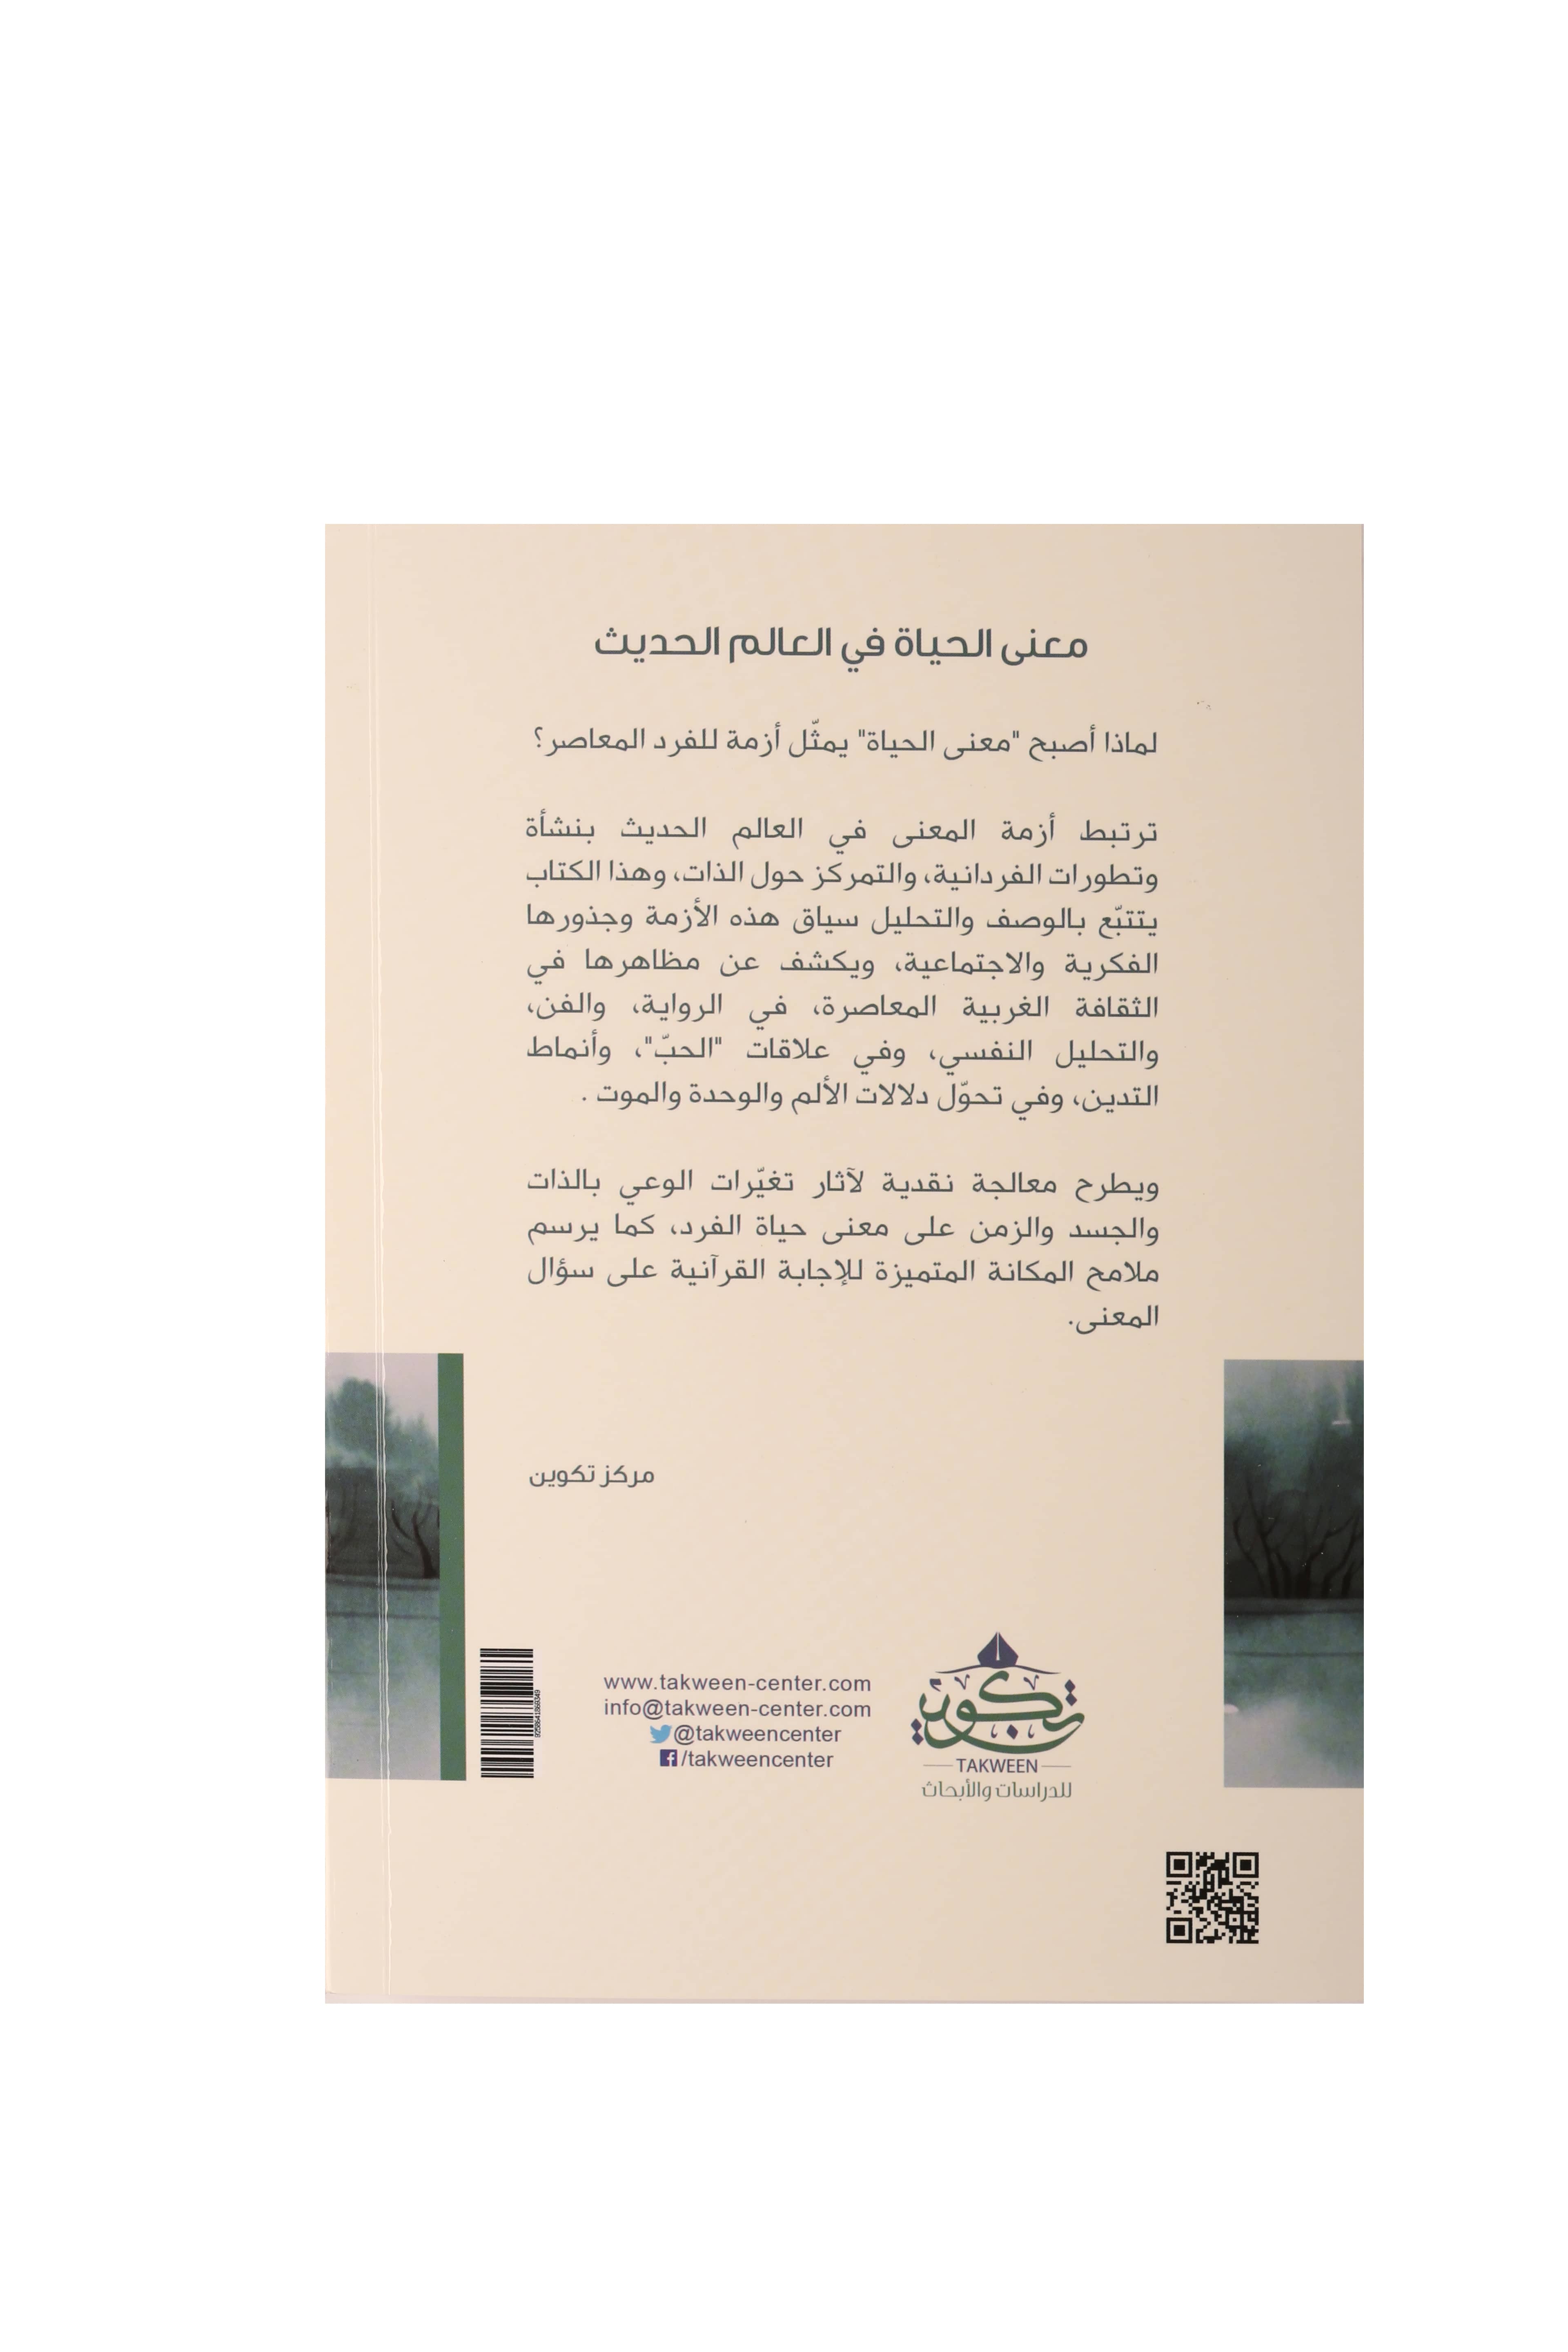 معنى الحياة في العالم الحديث
لماذا أصبح "معنى الحياة" يمثّل أزمة للفرد المعاصر؟
ترتبط أزمة المعنى في العالم الحديث بنشأة
وتطورات الفردانية، والتمركز حول الذات، وهذا الكتاب
يتتبّع بالوصف والتحليل سياق هذه الأزمة وجذورها
الفكرية والاجتماعية، ويكشف عن مظاهرها في
الثقافة الغربية المعاصرة، في الرواية، والفن،
والتحليل النفسي، وفي علاقات "الحبّ"، وأنماط
التدين، وفي تحوّل دلالات الألم والوحدة والموت .
ويطرح معالجة نقدية لآثار تغيّرات الوعي بالذات
والجسد والزمن على معنى حياة الفرد، كما يرسم
ملامح المكانة المتميزة للإجابة القرآنية على سؤال
المعنى.
مركز تكوين
تكوين
TAKWEEN
للدراسات والأبحاث
www.takween-center.com
info@takween-center.com
@takweencenter
/takweencenter